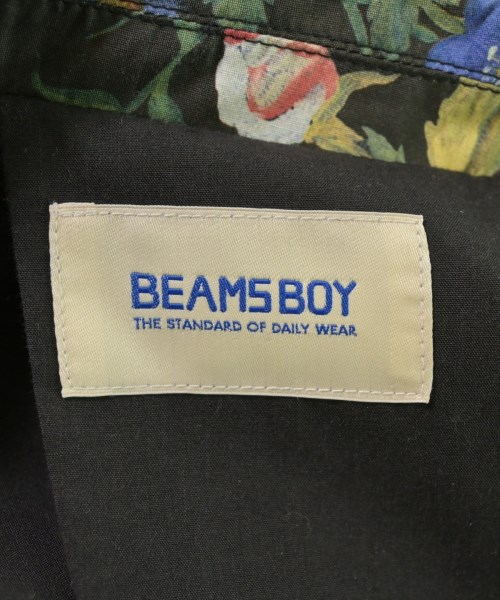 BEAMS BOY
THE STANDARD OF DAILY WEAR